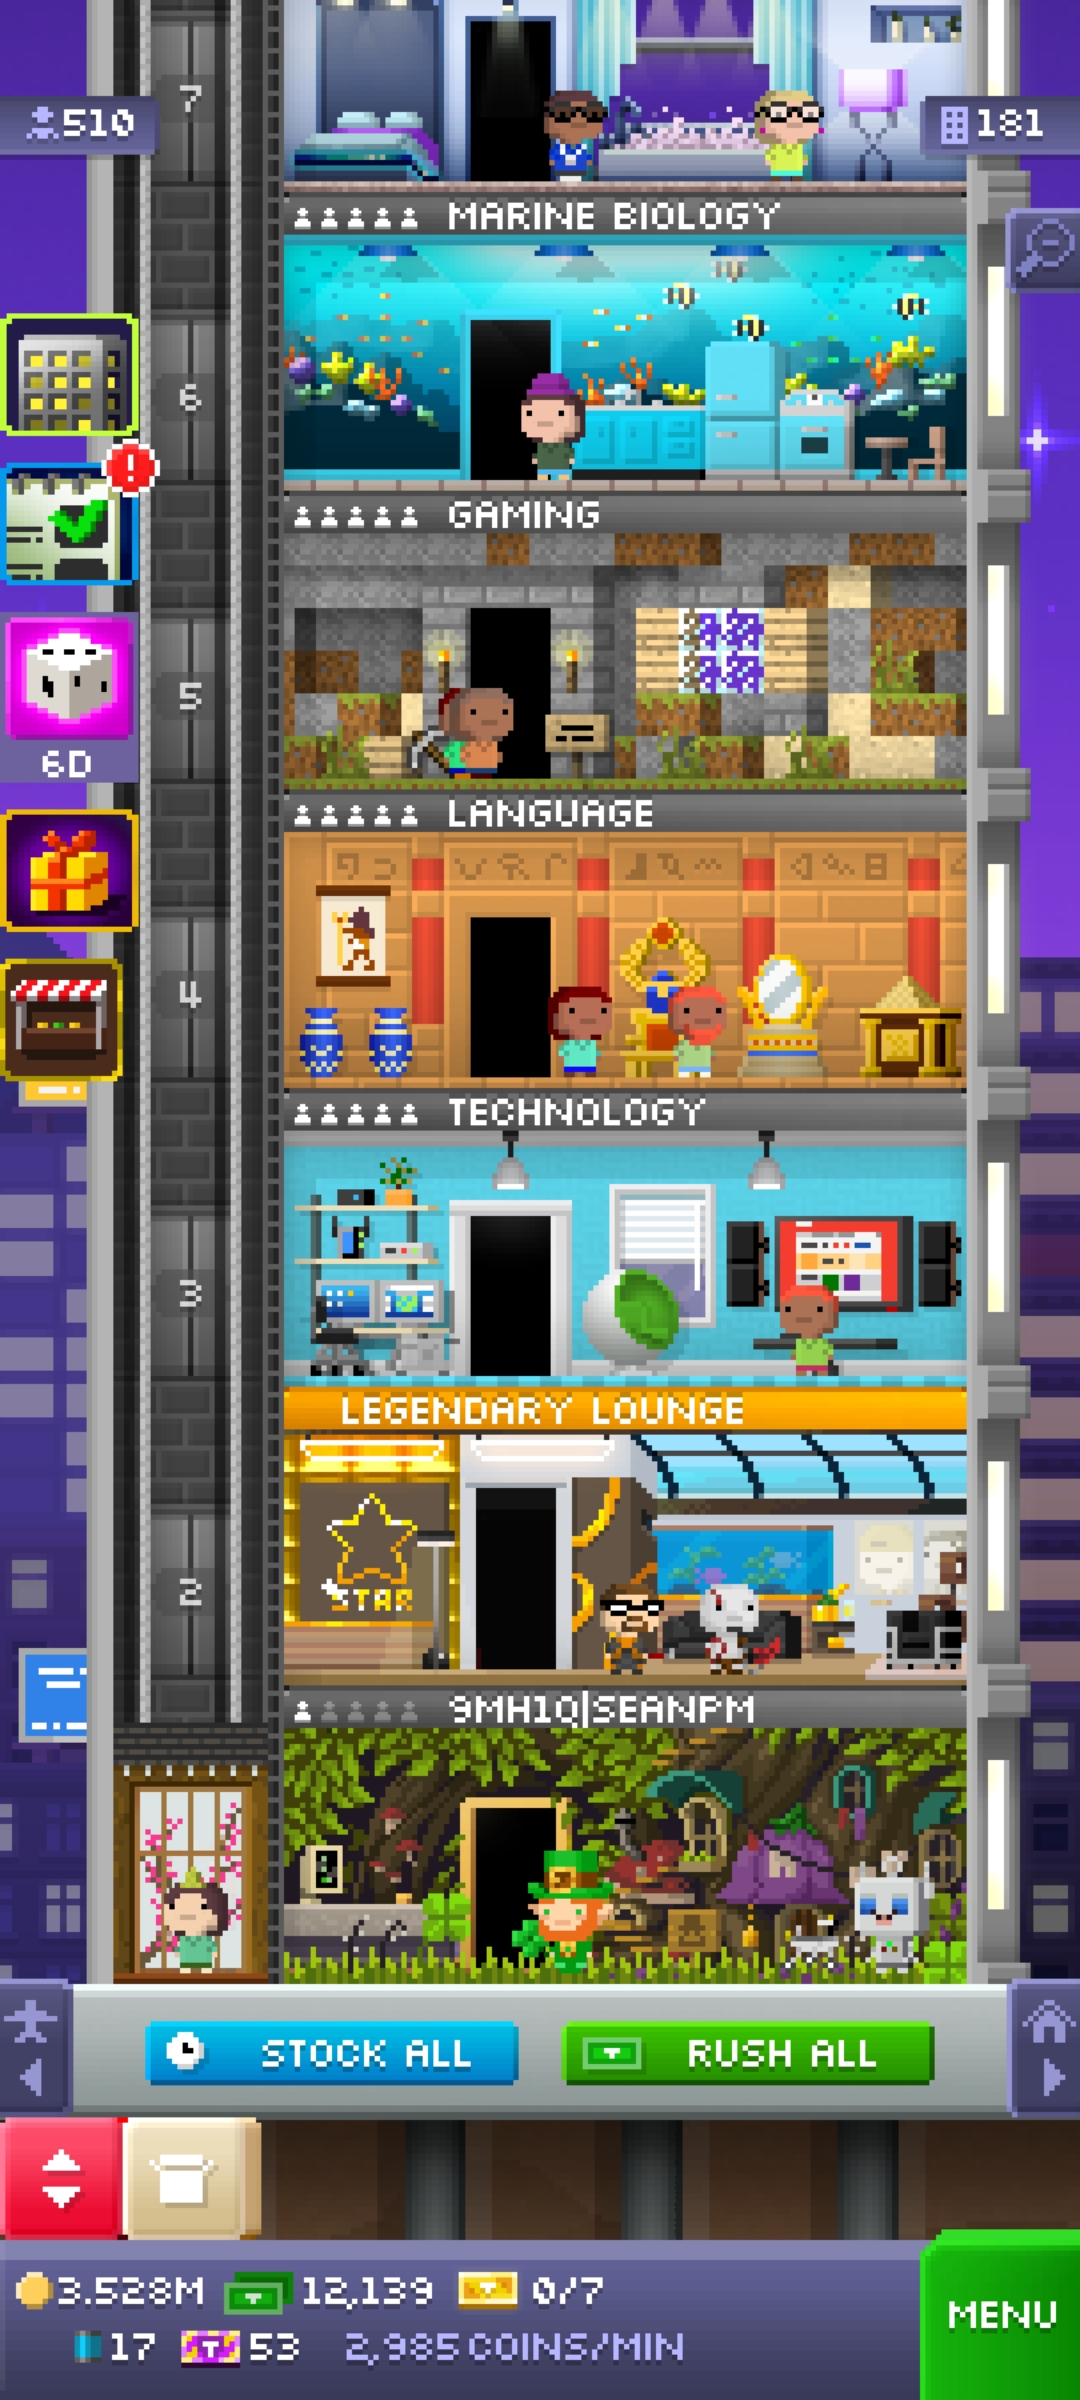 7
510
181
MARINE BIOLOGY
6
GAMING
5
6D
LANGUAGE
4
TECHNOLOGY
3
LEGENDARY LOUNGE
STAR
2
9MH1Q|SEANPM
STOCK ALL
RUSH ALL
3.528M
12,139
0/7
MENU
17
53
2,985 COINS/MIN